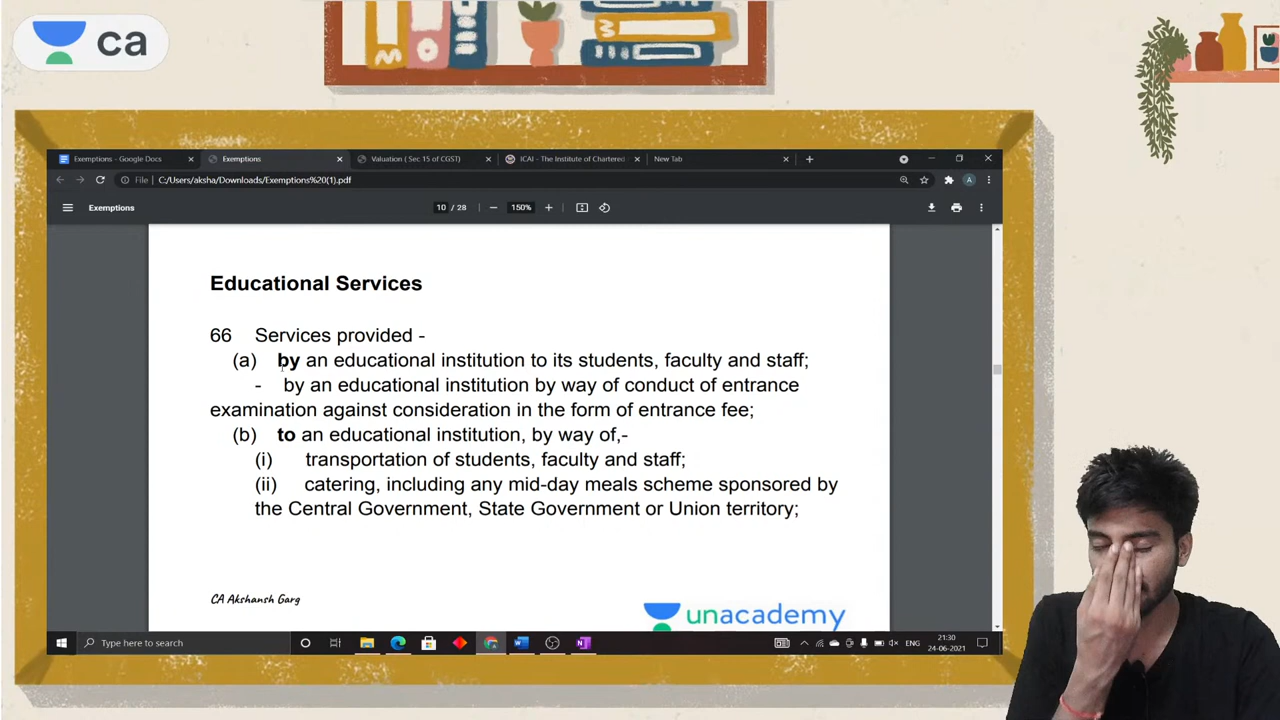 ca
Exemptions - Google Docs
Exemptions
Valuation ( Sec 15 of CGST)
ICAI - The Institute of Chartered
New Tab
File
C:/Users/aksha/Downloads/Exemptions%20(1).pdf
A
Exemptions
10 / 28
150%
Educational Services
66 Services provided -
(a) by an educational institution to its students, faculty and staff;
- by an educational institution by way of conduct of entrance
examination against consideration in the form of entrance fee;
(b) to an educational institution, by way of,-
(i) transportation of students, faculty and staff;
(ii) catering, including any mid-day meals scheme sponsored by
the Central Government, State Government or Union territory;
CA Akshansh Garg
unacademy
Type here to search
ENG
21:30
24-06-2021